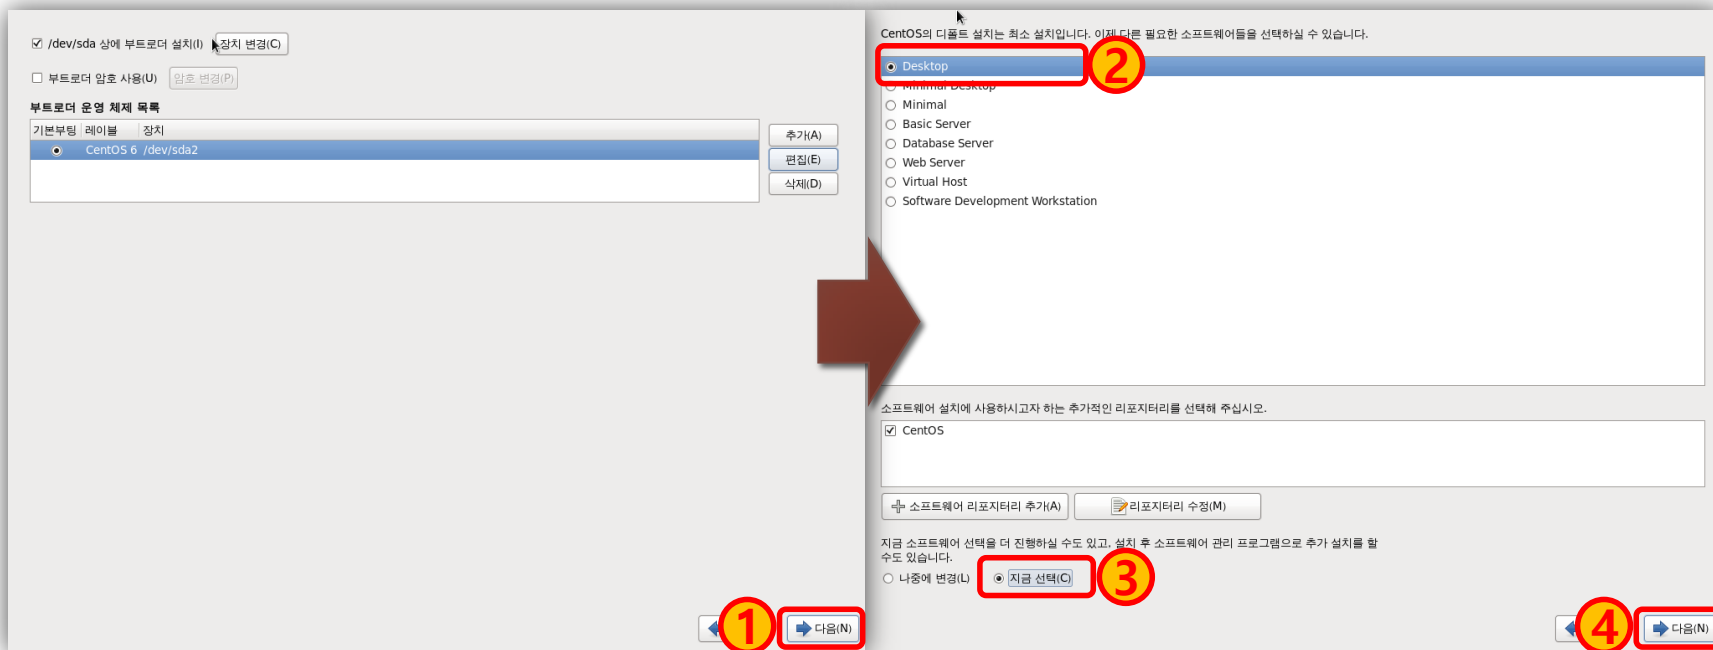 /dev/sda 상에 부트로더 설치(I)
장치 변경(C)
부트로더 암호 사용(U)
암호 변경(P)
부트로더 운영 체제 목록
기본부팅 레이블 장치
CentOS 6 /dev/sda2
추가(A)
편집(E)
삭제(D)
1
다음(N)
CentOS의 디폴트 설치는 최소 설치입니다. 이제 다른 필요한 소프트웨어들을 선택하실 수 있습니다.
Desktop
2
Minimal Desktop
Minimal
Basic Server
Database Server
Web Server
Virtual Host
Software Development Workstation
소프트웨어 설치에 사용하시고자 하는 추가적인 리포지터리를 선택해 주십시오.
CentOS
소프트웨어 리포지터리 추가(A)
리포지터리 수정(M)
지금 소프트웨어 선택을 더 진행하실 수도 있고, 설치 후 소프트웨어 관리 프로그램으로 추가 설치를 할
수도 있습니다.
나중에 변경(L)
지금 선택(C)
3
4
다음(N)